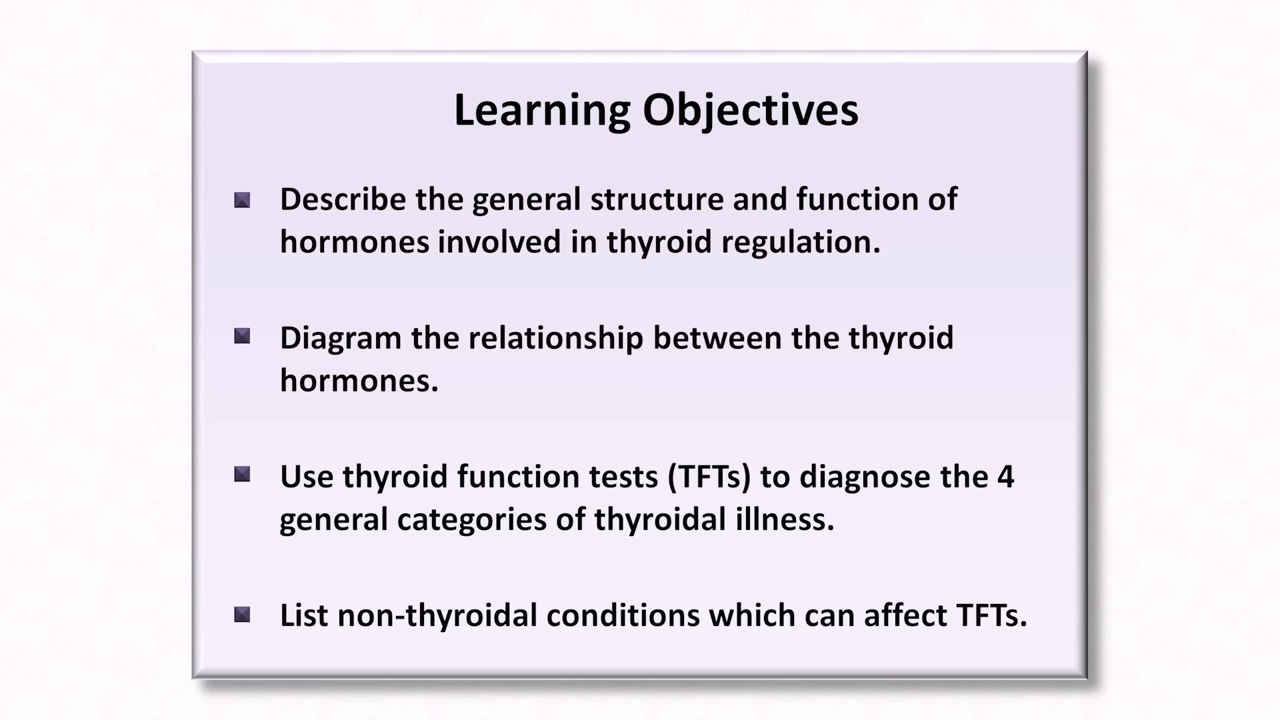 Learning Objectives
Describe the general structure and function of
hormones involved in thyroid regulation.
Diagram the relationship between the thyroid
hormones.
Use thyroid function tests (TFTs) to diagnose the 4
general categories of thyroidal illness.
List non-thyroidal conditions which can affect TFTs.